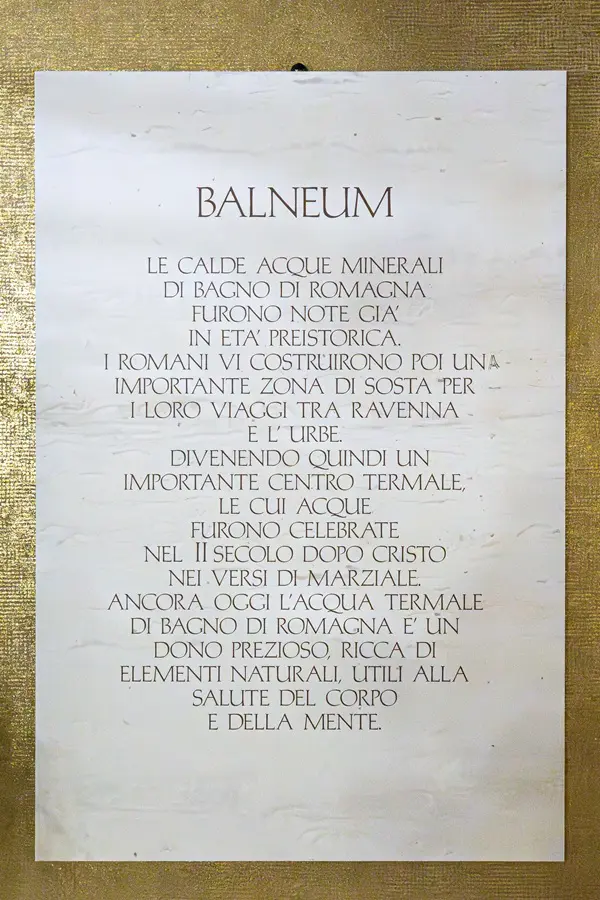 BALNEUM
LE CALDE ACQUE MINERALI
DI BAGNO DI ROMAGNA
FURONO NOTE GIA'
IN ETA' PREISTORICA.
I ROMANI VI COSTRUIRONO POI UNA
IMPORTANTE ZONA DI SOSTA PER
I LORO VIAGGI TRA RAVENNA
E L' URBE.
DIVENENDO QUINDI UN
IMPORTANTE CENTRO TERMALE,
LE CUI ACQUE
FURONO CELEBRATE
NEL II SECOLO DOPO CRISTO
NEI VERSI DI MARZIALE.
ANCORA OGGI L'ACQUA TERMALE
DI BAGNO DI ROMAGNA E' UN
DONO PREZIOSO, RICCA DI
ELEMENTI NATURALI, UTILI ALLA
SALUTE DEL CORPO
E DELLA MENTE.